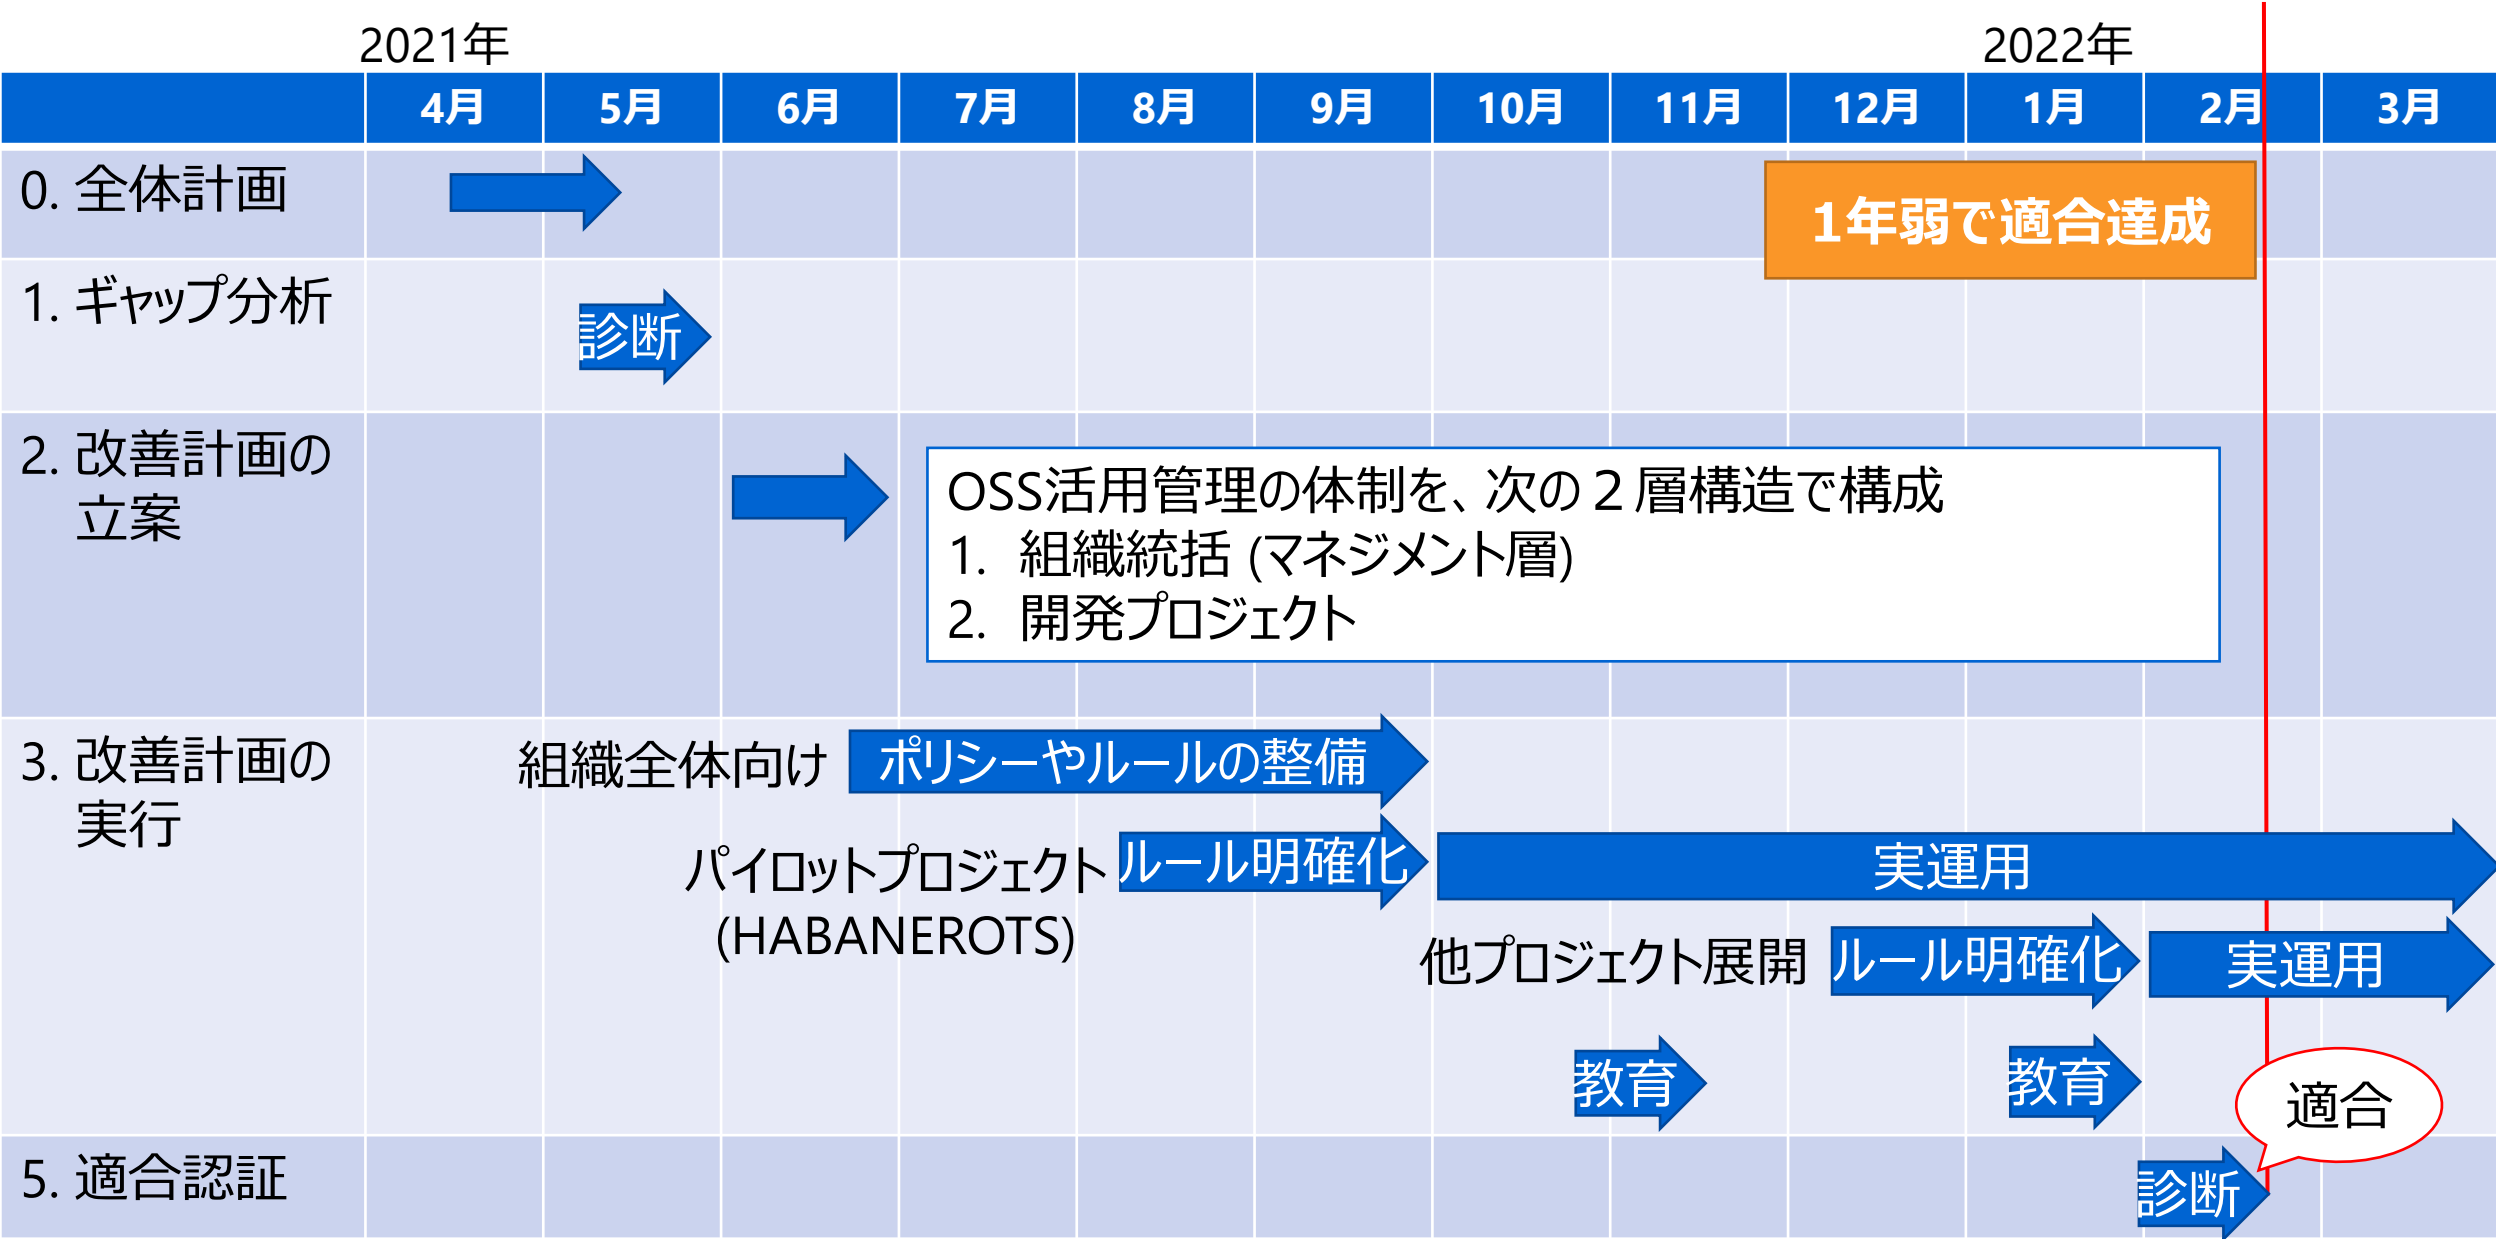 2021年
2022年
4月 5月 6月 7月 8月 9月 10月 11月 12月 1月 2月 3月
0. 全体計画
1年弱で適合達成
1. ギャップ分析
診断
2. 改善計画の
立案
OSS活用管理の体制を、次の２層構造で構成
1. 組織統括 (マネジメント層)
2. 開発プロジェクト
3. 改善計画の
実行
組織全体向け
ポリシーやルールの整備
パイロットプロジェクト
(HABANEROTS)
ルール明確化
実運用
他プロジェクト展開
ルール明確化
実運用
教育
教育
適合
5. 適合認証
診断